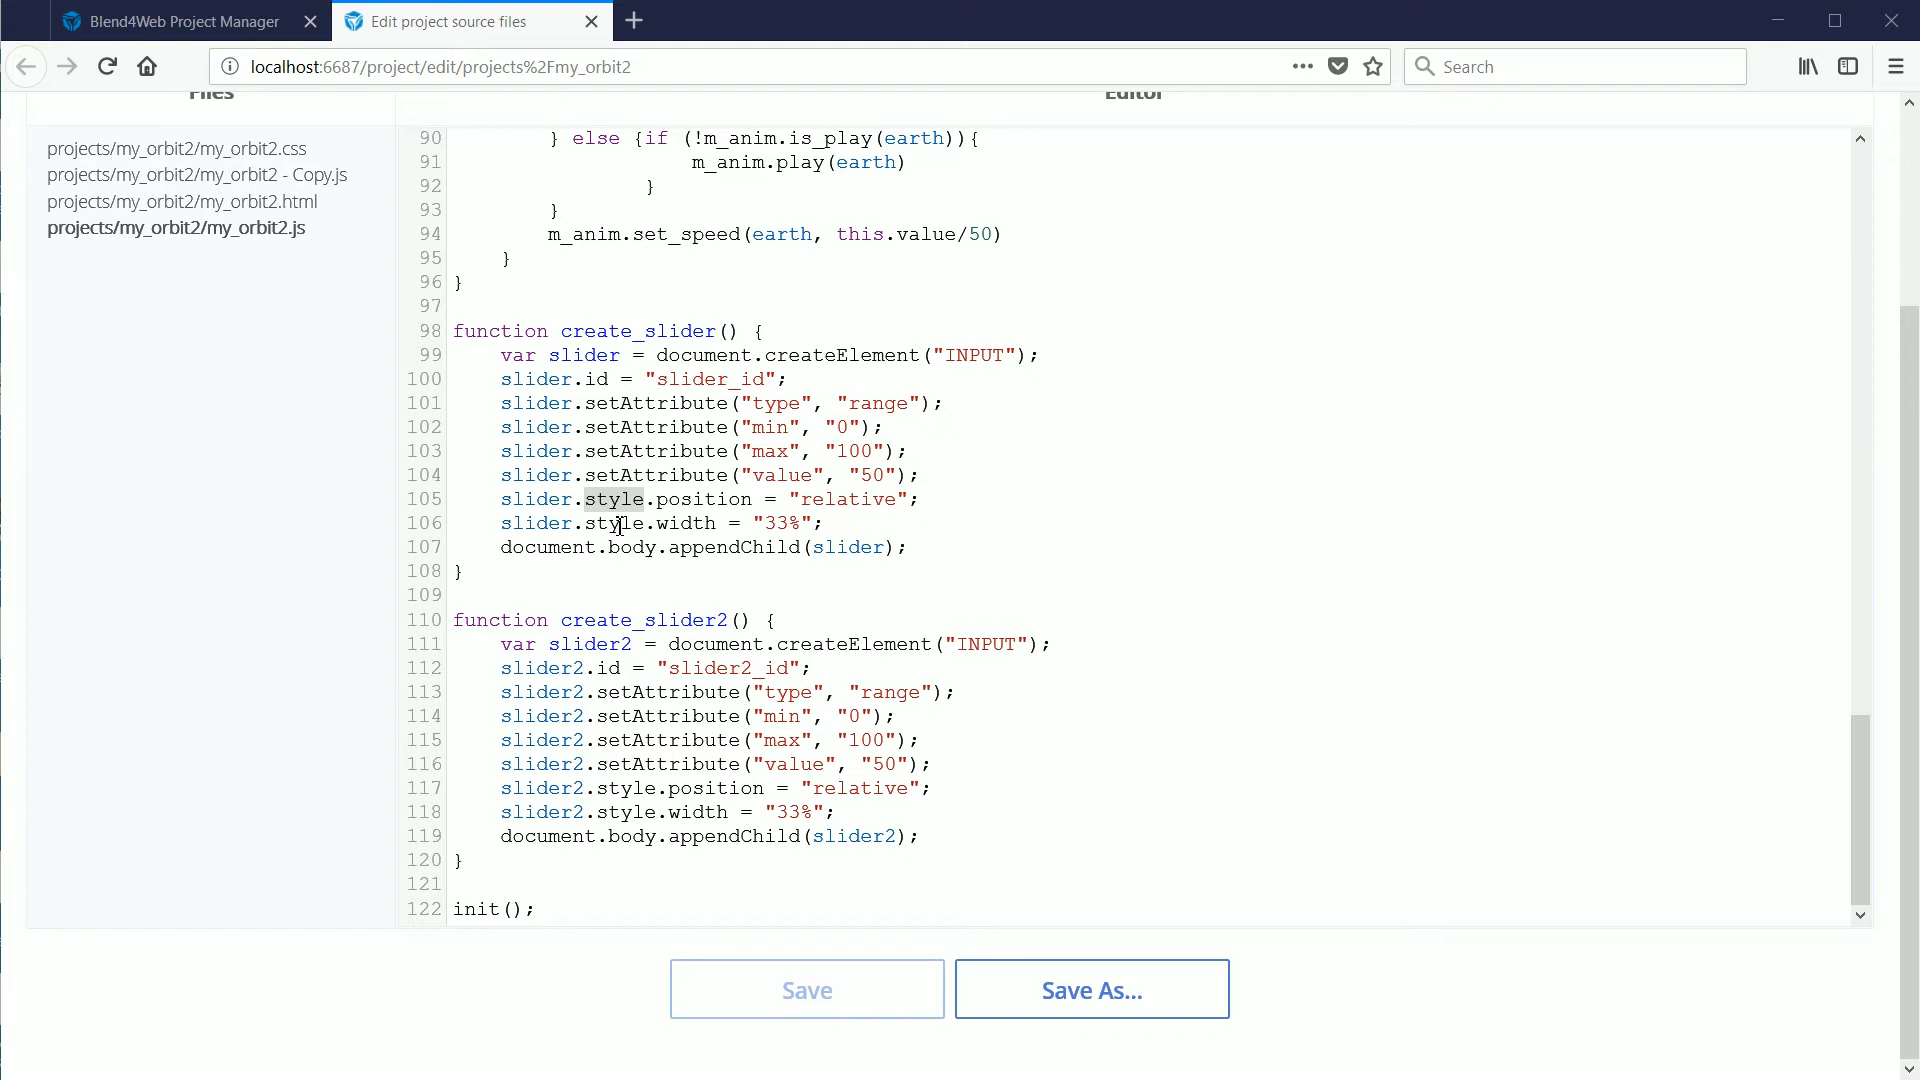 Blend4Web Project Manager
Edit project source files
localhost:6687/project/edit/projects%2Fmy_orbit2
Search
Files
Editor
projects/my_orbit2/my_orbit2.css
projects/my_orbit2/my_orbit2 - Copy.js
projects/my_orbit2/my_orbit2.html
projects/my_orbit2/my_orbit2.js
90 } else {if (!m_anim.is_play(earth)){
91 m_anim.play(earth)
92 }
93 }
94 m_anim.set_speed(earth, this.value/50)
95 }
96 }
97
98 function create_slider() {
99 var slider = document.createElement("INPUT");
100 slider.id = "slider_id";
101 slider.setAttribute("type", "range");
102 slider.setAttribute("min", "0");
103 slider.setAttribute("max", "100");
104 slider.setAttribute("value", "50");
105 slider.style.position = "relative";
106 slider.style.width = "33%";
107 document.body.appendChild(slider);
108 }
109
110 function create_slider2() {
111 var slider2 = document.createElement("INPUT");
112 slider2.id = "slider2_id";
113 slider2.setAttribute("type", "range");
114 slider2.setAttribute("min", "0");
115 slider2.setAttribute("max", "100");
116 slider2.setAttribute("value", "50");
117 slider2.style.position = "relative";
118 slider2.style.width = "33%";
119 document.body.appendChild(slider2);
120 }
121
122 init();
Save
Save As...